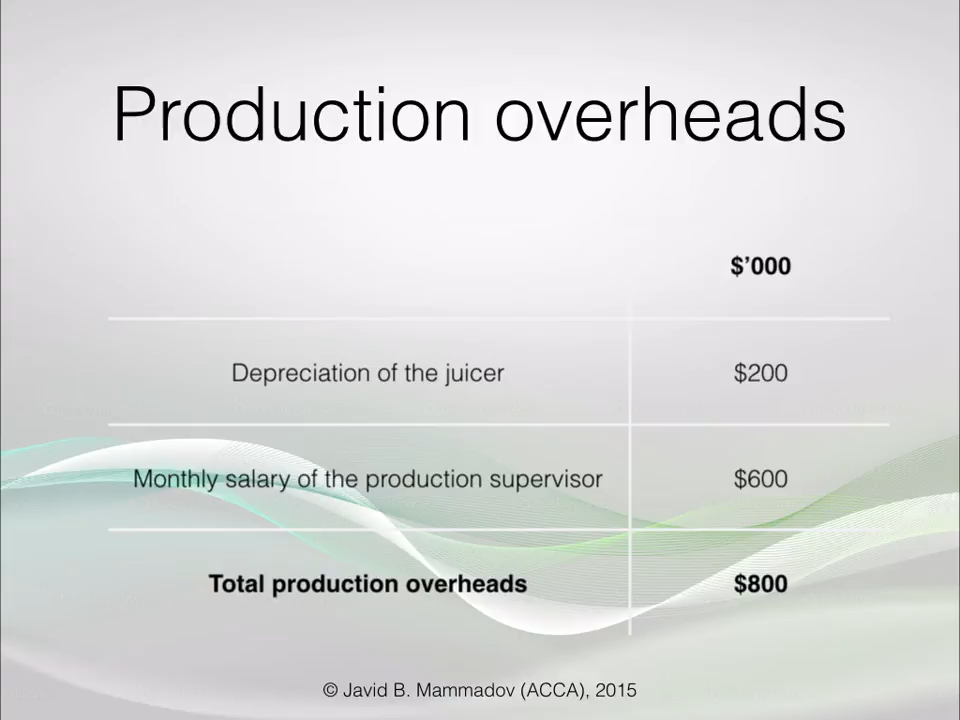 Production overheads
$’000
Depreciation of the juicer $200
Monthly salary of the production supervisor $600
Total production overheads $800
© Javid B. Mammadov (ACCA), 2015